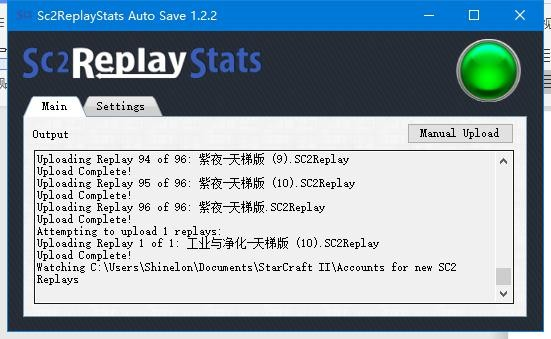 Sc2ReplayStats Auto Save 1.2.2
Sc2ReplayStats
Main Settings
Output
Manual Upload
Uploading Replay 94 of 96: 紫夜-天梯版 (9).SC2Replay
Upload Complete!
Uploading Replay 95 of 96: 紫夜-天梯版 (10).SC2Replay
Upload Complete!
Uploading Replay 96 of 96: 紫夜-天梯版.SC2Replay
Upload Complete!
Attempting to upload 1 replays:
Uploading Replay 1 of 1: 工业与净化-天梯版 (10).SC2Replay
Upload Complete!
Watching C:\Users\Shinelon\Documents\StarCraft II\Accounts for new SC2
Replays